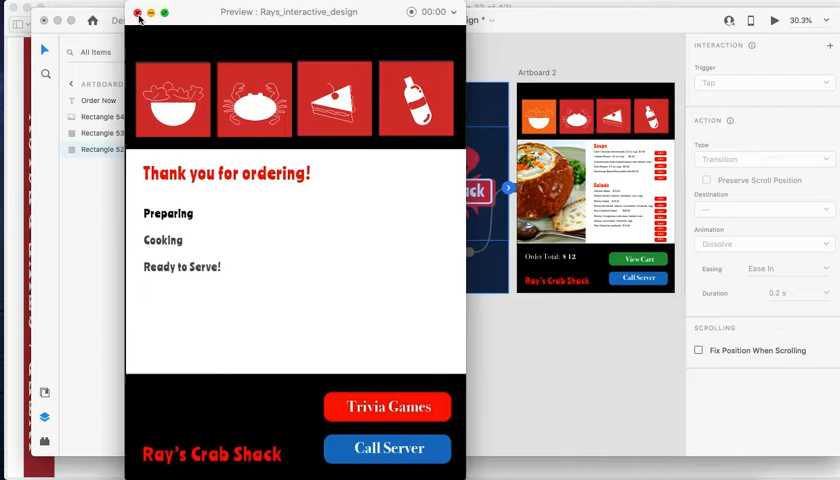 Preview : Rays_interactive_design
00:00
30.3%
All Items
ARTBOARD
Order Now
Rectangle 54
Rectangle 53
Rectangle 52
Thank you for ordering!
Preparing
Cooking
Ready to Serve!
Trivia Games
Call Server
Ray's Crab Shack
Artboard 2
Soups
Salads
Order Total: $ 12
View Cart
Call Server
Ray's Crab Shack
INTERACTION
Trigger
Tap
ACTION
Type
Transition
Preserve Scroll Position
Destination
—
Animation
Dissolve
Easing
Ease In
Duration
0.2 s
SCROLLING
Fix Position When Scrolling